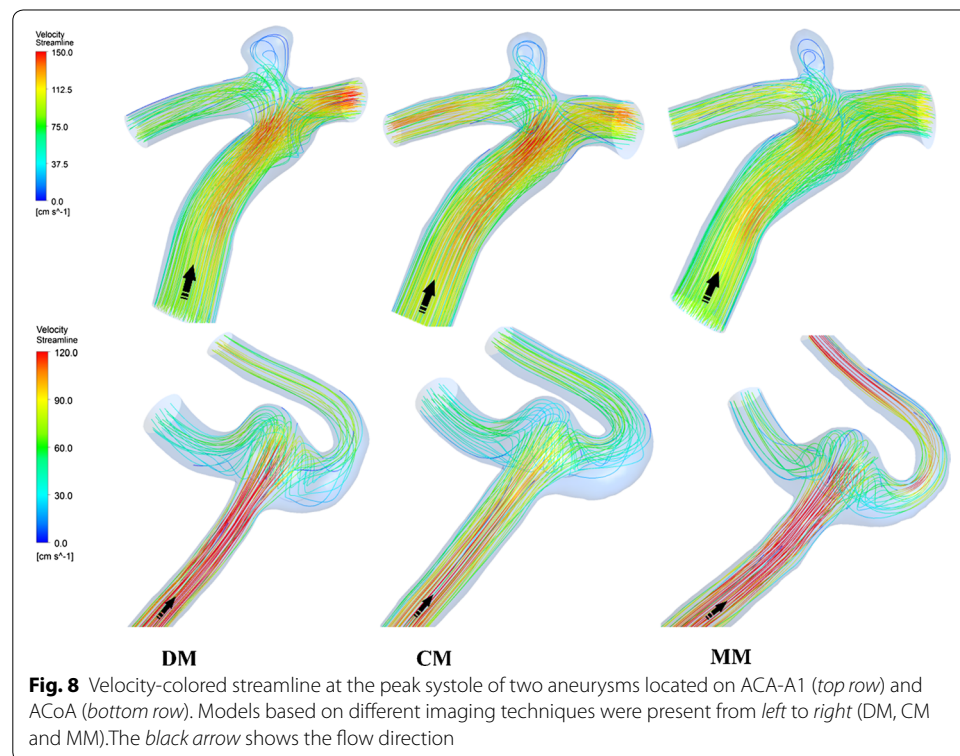 Velocity
Streamline
150.0
112.5
75.0
37.5
0.0
[cm s^-1]
Velocity
Streamline
120.0
90.0
60.0
30.0
0.0
[cm s^-1]
DM CM MM
Fig. 8 Velocity-colored streamline at the peak systole of two aneurysms located on ACA-A1 (top row) and
ACoA (bottom row). Models based on different imaging techniques were present from left to right (DM, CM
and MM).The black arrow shows the flow direction